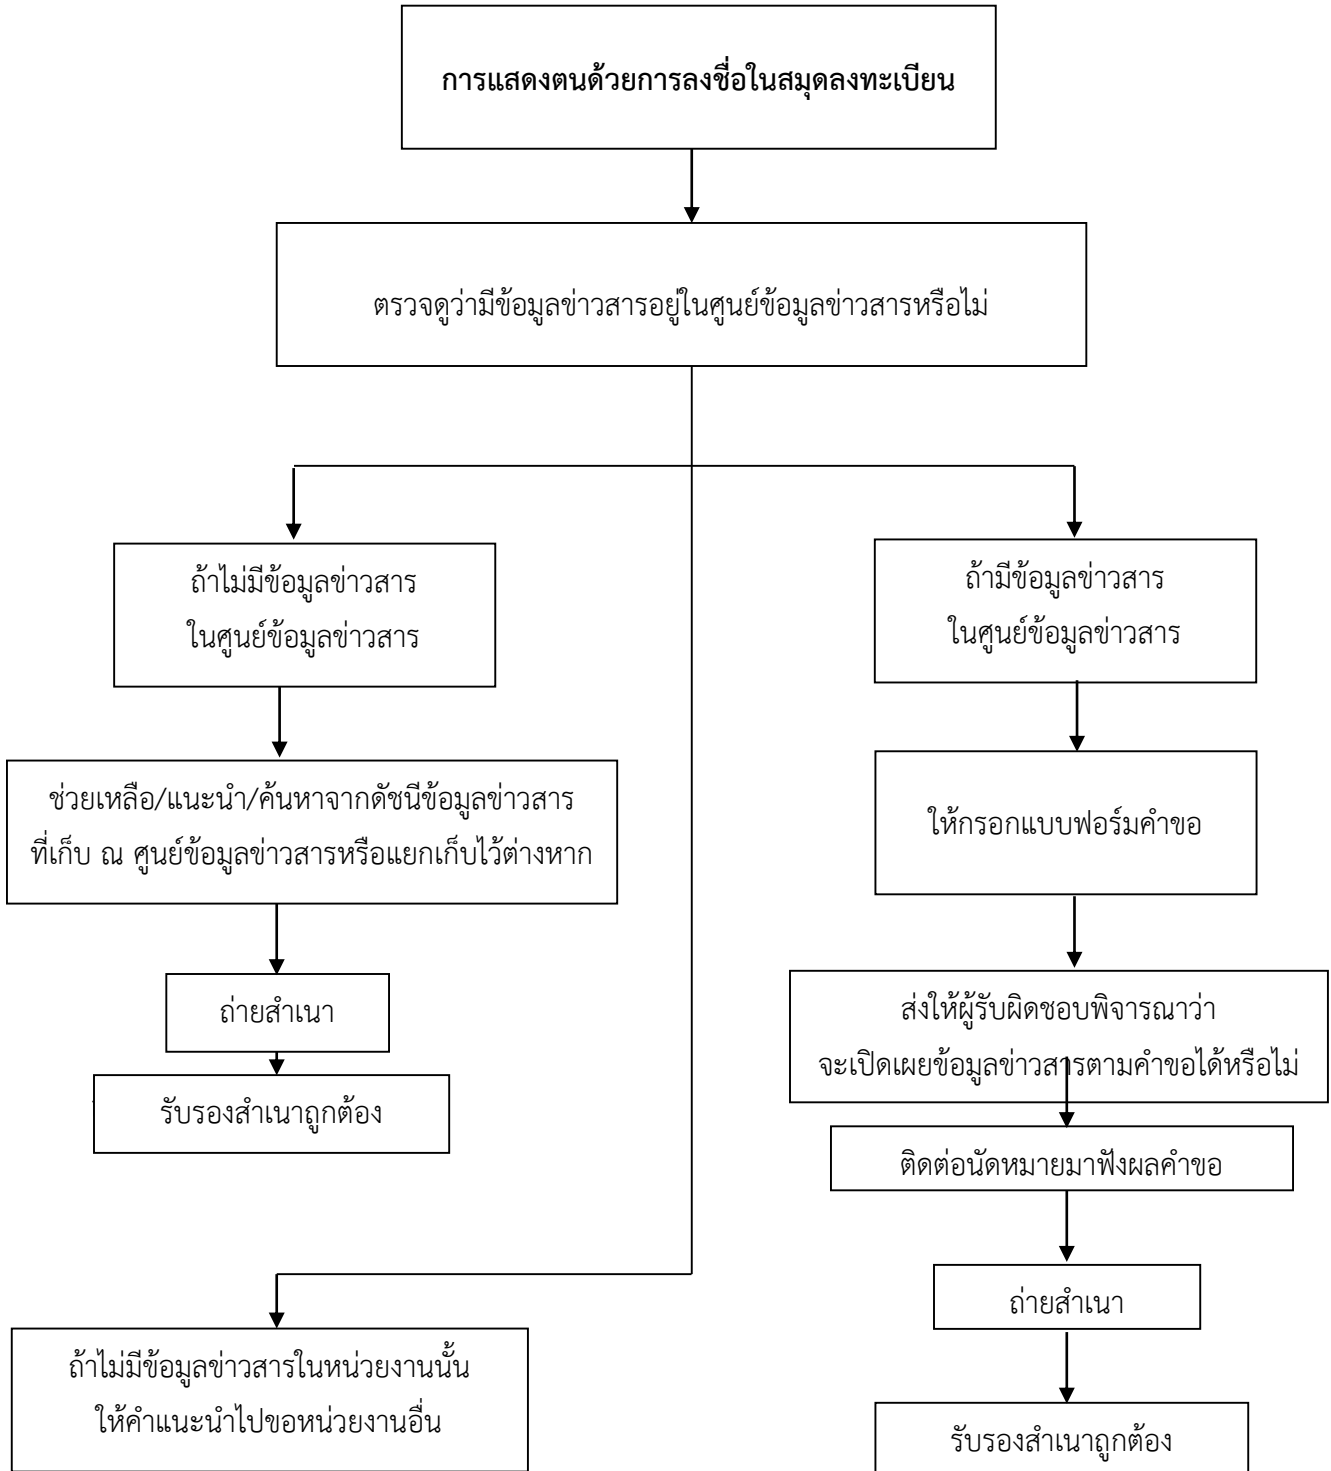 การแสดงตนด้วยการลงชื่อในสมุดลงทะเบียน
ตรวจดูว่ามีข้อมูลข่าวสารอยู่ในศูนย์ข้อมูลข่าวสารหรือไม่
ถ้าไม่มีข้อมูลข่าวสาร
ในศูนย์ข้อมูลข่าวสาร
ช่วยเหลือ/แนะนำ/ค้นหาจากดัชนีข้อมูลข่าวสาร
ที่เก็บ ณ ศูนย์ข้อมูลข่าวสารหรือแยกเก็บไว้ต่างหาก
ถ่ายสำเนา
รับรองสำเนาถูกต้อง
ถ้าไม่มีข้อมูลข่าวสารในหน่วยงานนั้น
ให้คำแนะนำไปขอหน่วยงานอื่น
ถ้ามีข้อมูลข่าวสาร
ในศูนย์ข้อมูลข่าวสาร
ให้กรอกแบบฟอร์มคำขอ
ส่งให้ผู้รับผิดชอบพิจารณาว่า
จะเปิดเผยข้อมูลข่าวสารตามคำขอได้หรือไม่
ติดต่อนัดหมายมาฟังผลคำขอ
ถ่ายสำเนา
รับรองสำเนาถูกต้อง